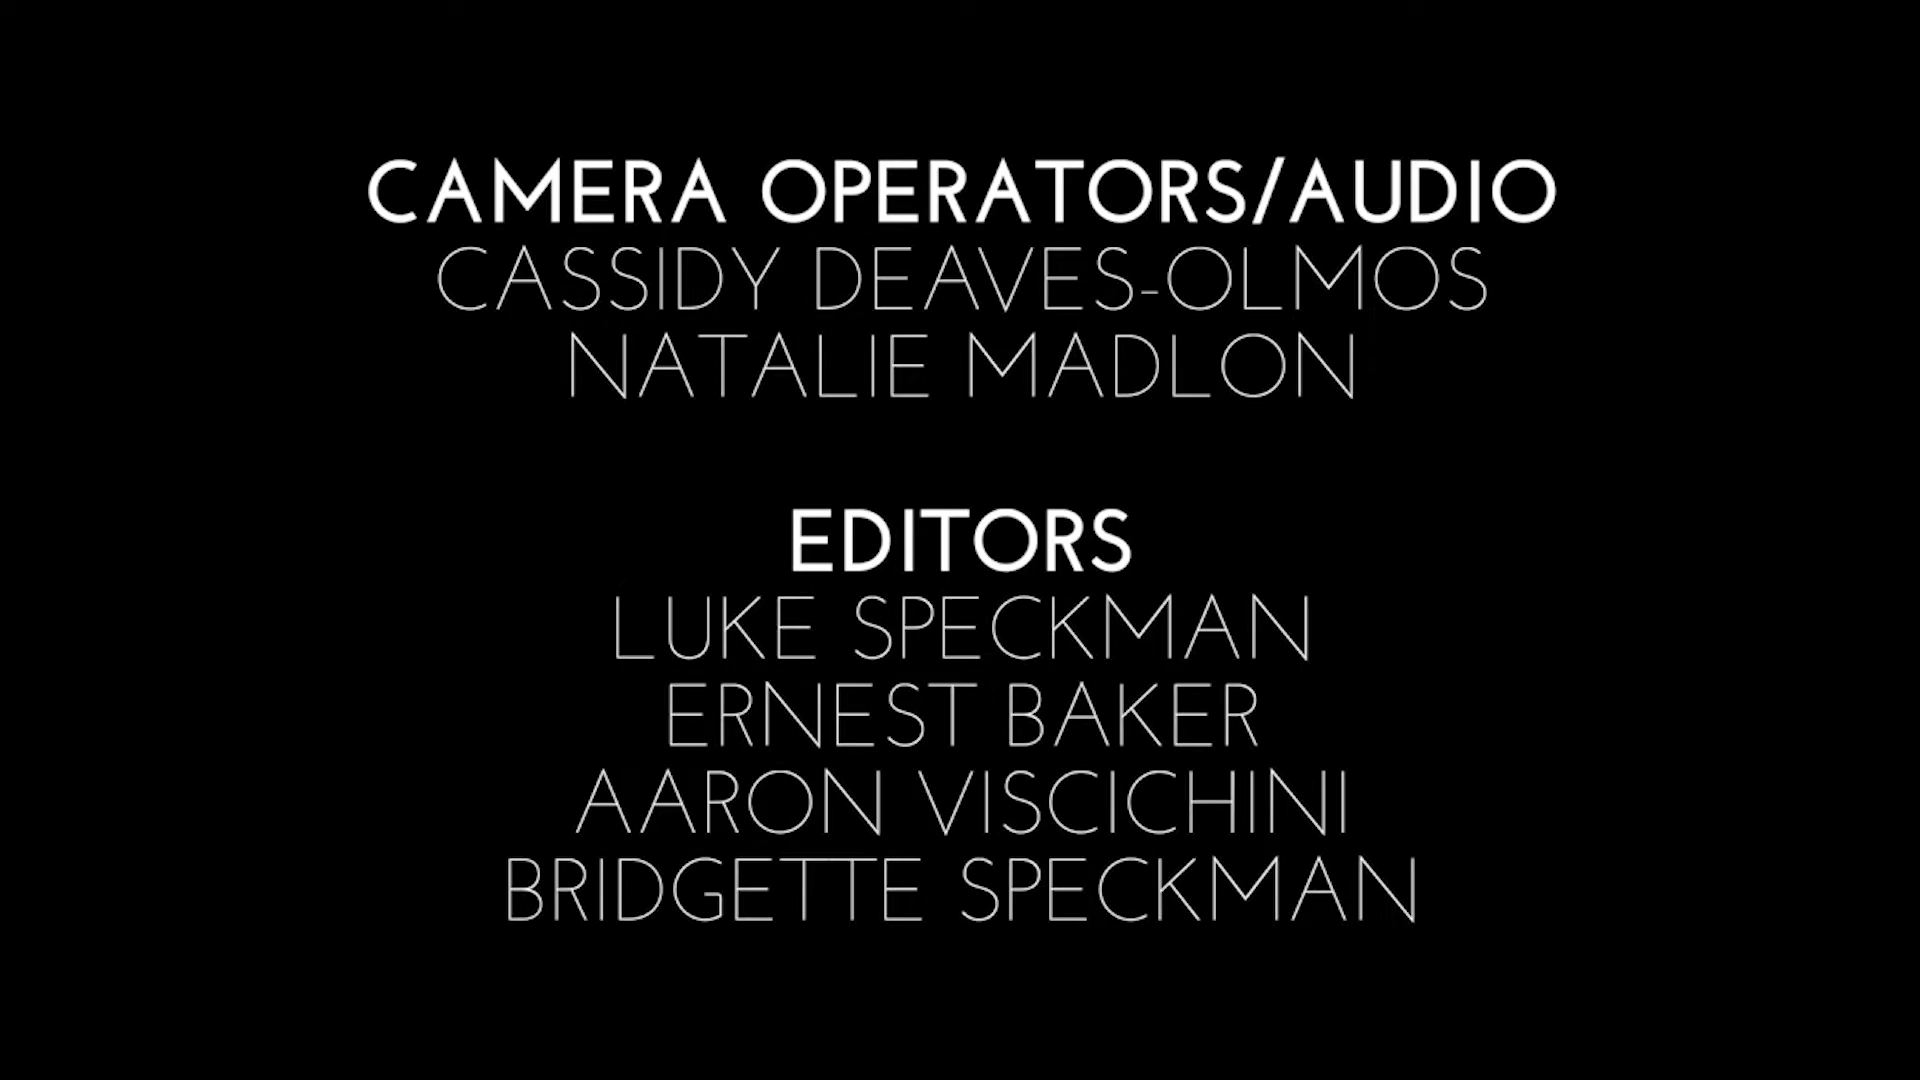 CAMERA OPERATORS/AUDIO
CASSIDY DEAVES-OLMOS
NATALIE MADLON
EDITORS
LUKE SPECKMAN
ERNEST BAKER
AARON VISCICHINI
BRIDGETTE SPECKMAN